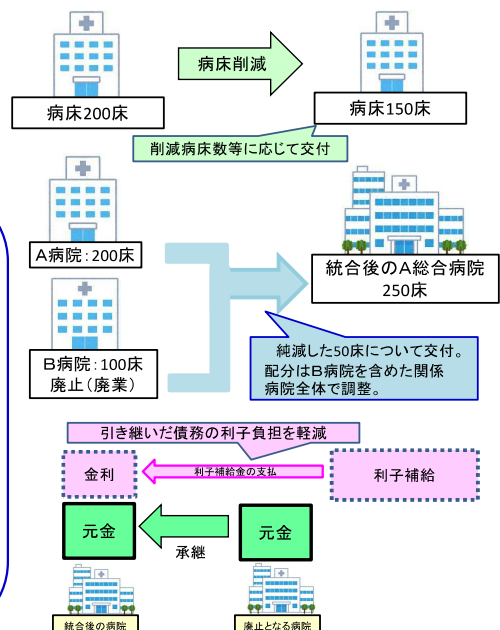 病床削減
病床200床
病床150床
削減病床数等に応じて交付
A病院:200床
統合後のA総合病院
250床
B病院:100床
廃止(廃業)
純減した50床について交付。
配分はB病院を含めた関係
病院全体で調整。
引き継いだ債務の利子負担を軽減
金利
利子補給金の支払
利子補給
元金
元金
承継
統合後の病院
廃止となる病院